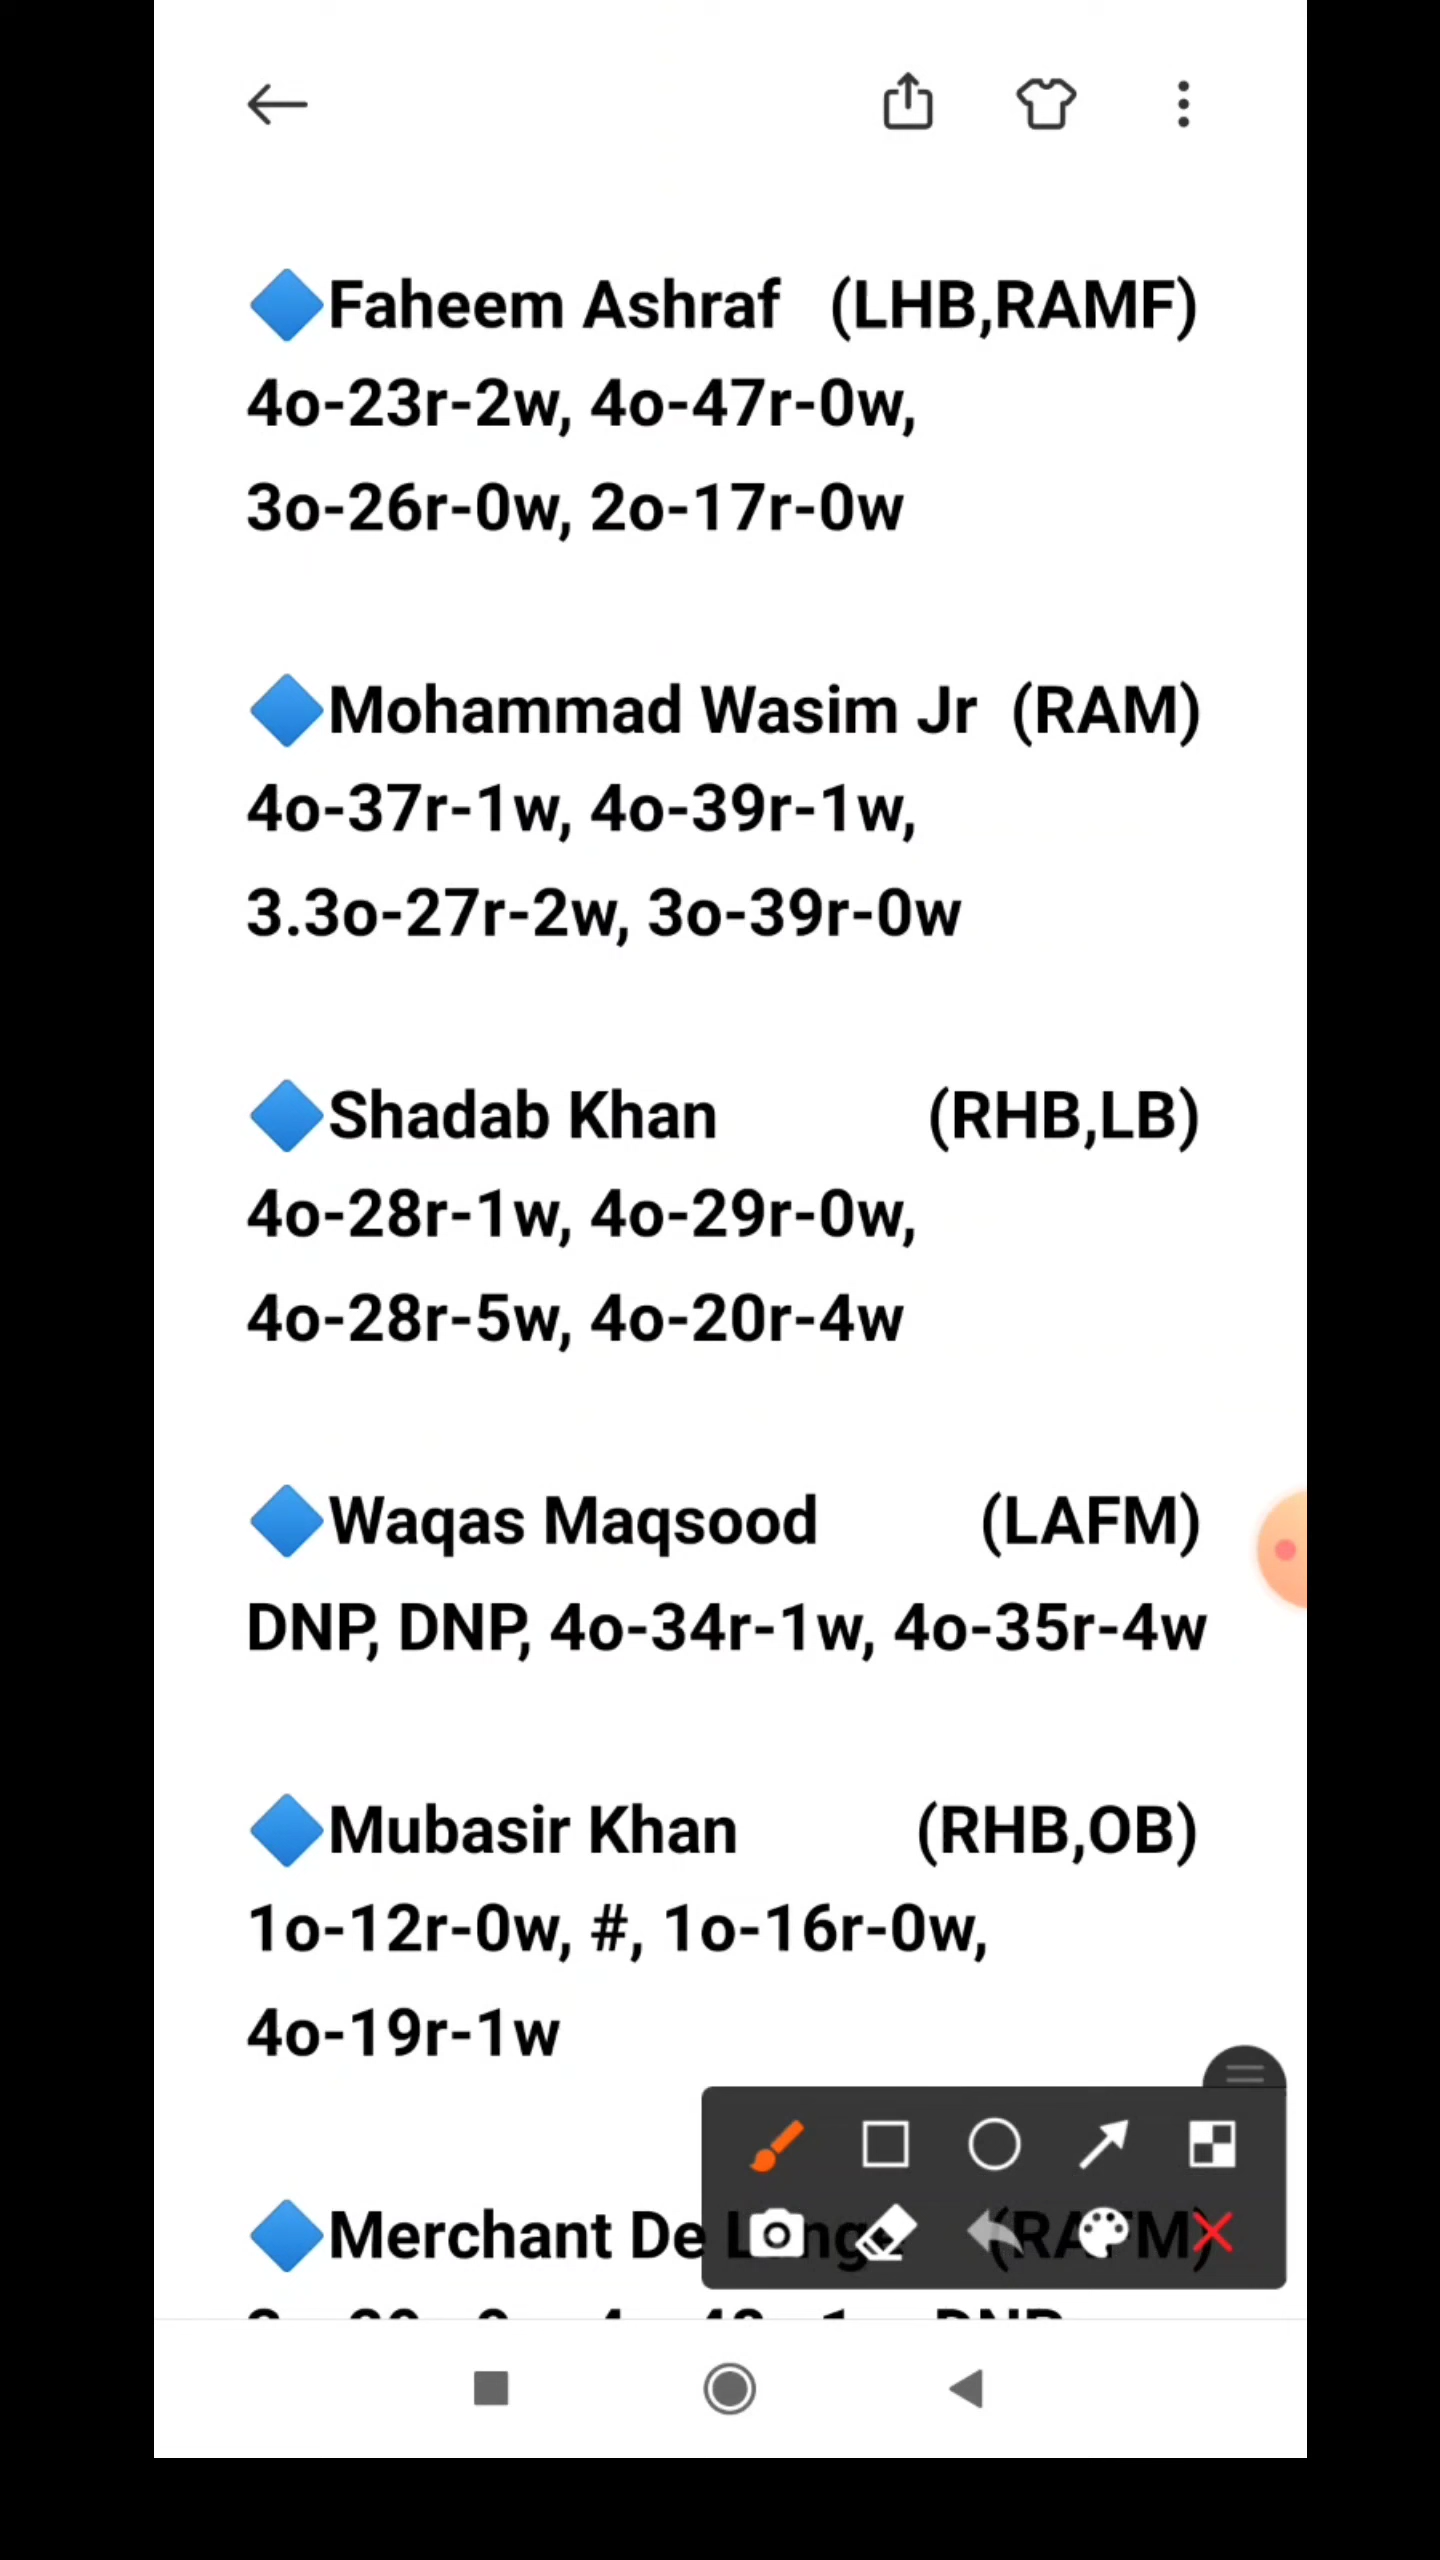 Faheem Ashraf (LHB,RAMF)
4o-23r-2w, 4o-47r-0w,
3o-26r-0w, 2o-17r-0w
Mohammad Wasim Jr (RAM)
4o-37r-1w, 4o-39r-1w,
3.3o-27r-2w, 3o-39r-0w
Shadab Khan (RHB,LB)
4o-28r-1w, 4o-29r-0w,
4o-28r-5w, 4o-20r-4w
Waqas Maqsood (LAFM)
DNP, DNP, 4o-34r-1w, 4o-35r-4w
Mubasir Khan (RHB,OB)
1o-12r-0w, #, 1o-16r-0w,
4o-19r-1w
Merchant De (RAFM)